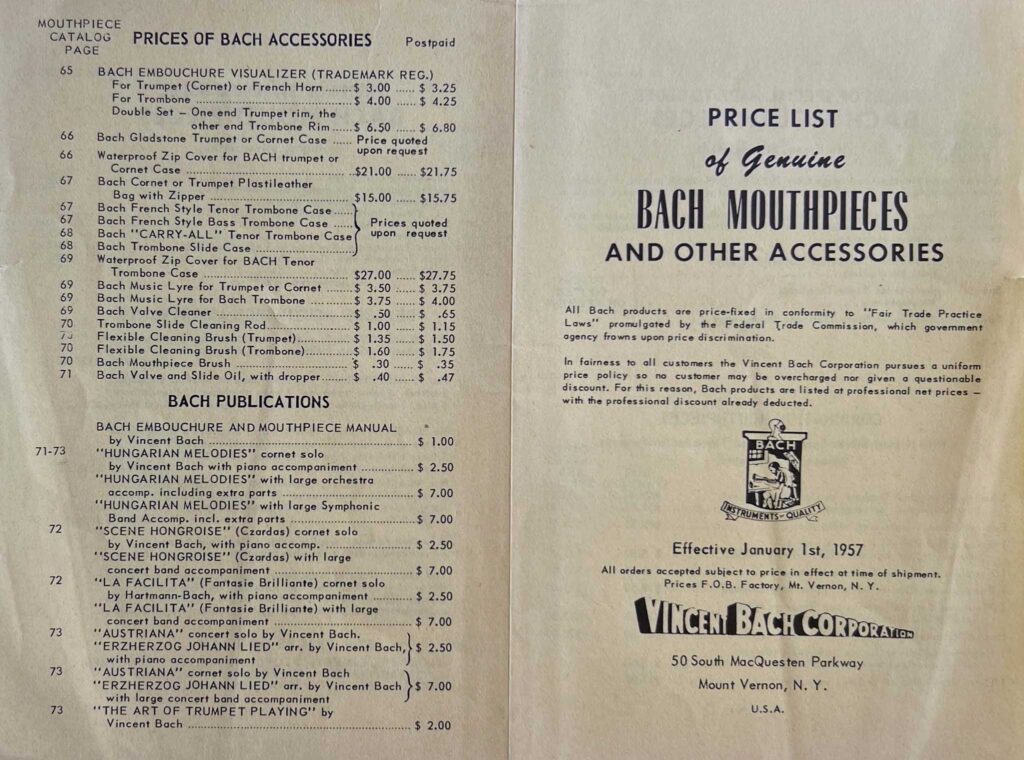 MOUTHPIECE
CATALOG
PAGE
PRICES OF BACH ACCESSORIES Postpaid
65 BACH EMBOUCHURE VISUALIZER (TRADEMARK REG.)
For Trumpet (Cornet) or French Horn ....... $ 3.00 ..... $ 3.25
For Trombone ........................................ $ 4.00 ..... $ 4.25
Double Set – One end Trumpet rim, the
other end Trombone Rim ..... $ 6.50 ..... $ 6.80
66 Bach Gladstone Trumpet or Cornet Case ..... Price quoted
upon request
66 Waterproof Zip Cover for BACH trumpet or
Cornet Case ..................................... $21.00 ..... $21.75
67 Bach Cornet or Trumpet Plastileather
Bag with Zipper ................................ $15.00 ..... $15.75
67 Bach French Style Tenor Trombone Case .....
67 Bach French Style Bass Trombone Case ..... Prices quoted
68 Bach "CARRY-ALL" Tenor Trombone Case upon request
68 Bach Trombone Slide Case .........................
69 Waterproof Zip Cover for BACH Tenor
Trombone Case .................................. $27.00 ..... $27.75
69 Bach Music Lyre for Trumpet or Cornet ....... $ 3.50 ..... $ 3.75
69 Bach Music Lyre for Bach Trombone ........... $ 3.75 ..... $ 4.00
69 Bach Valve Cleaner .................................. $ .50 ..... $ .65
70 Trombone Slide Cleaning Rod..................... $ 1.00 ..... $ 1.15
Flexible Cleaning Brush (Trumpet)............... $ 1.35 ..... $ 1.50
70 Flexible Cleaning Brush (Trombone)............. $ 1.60 ..... $ 1.75
70 Bach Mouthpiece Brush ............................. $ .30 ..... $ .35
71 Bach Valve and Slide Oil, with dropper....... $ .40 ..... $ .47
BACH PUBLICATIONS
BACH EMBOUCHURE AND MOUTHPIECE MANUAL
by Vincent Bach .............................................. $ 1.00
71-73 "HUNGARIAN MELODIES" cornet solo
by Vincent Bach with piano accompaniment .................. $ 2.50
"HUNGARIAN MELODIES" with large orchestra
accomp. including extra parts .............................. $ 7.00
"HUNGARIAN MELODIES" with large Symphonic
Band Accomp. incl. extra parts............................. $ 7.00
72 "SCENE HONGROISE" (Czardas) cornet solo
by Vincent Bach, with piano accomp. ...................... $ 2.50
"SCENE HONGROISE" (Czardas) with large
concert band accompaniment ................................ $ 7.00
72 "LA FACILITA" (Fantasie Brilliante) cornet solo
by Hartmann-Bach, with piano accompaniment ............. $ 2.50
"LA FACILITA" (Fantasie Brilliante) with large
concert band accompaniment ................................ $ 7.00
73 "AUSTRIANA" concert solo by Vincent Bach.
"ERZHERZOG JOHANN LIED" arr. by Vincent Bach, $ 2.50
with piano accompaniment
73 "AUSTRIANA" cornet solo by Vincent Bach
"ERZHERZOG JOHANN LIED" arr. by Vincent Bach $ 7.00
with large concert band accompaniment
73 "THE ART OF TRUMPET PLAYING" by
Vincent Bach .................................................. $ 2.00
PRICE LIST
of Genuine
BACH MOUTHPIECES
AND OTHER ACCESSORIES
All Bach products are price-fixed in conformity to "Fair Trade Practice
Laws" promulgated by the Federal Trade Commission, which government
agency frowns upon price discrimination.
In fairness to all customers the Vincent Bach Corporation pursues a uniform
price policy so no customer may be overcharged nor given a questionable
discount. For this reason, Bach products are listed at professional net prices –
with the professional discount already deducted.
BACH
INSTRUMENTS-QUALITY
Effective January 1st, 1957
All orders accepted subject to price in effect at time of shipment.
Prices F.O.B. Factory, Mt. Vernon, N. Y.
VINCENT BACH CORPORATION
50 South MacQuesten Parkway
Mount Vernon, N. Y.
U.S.A.